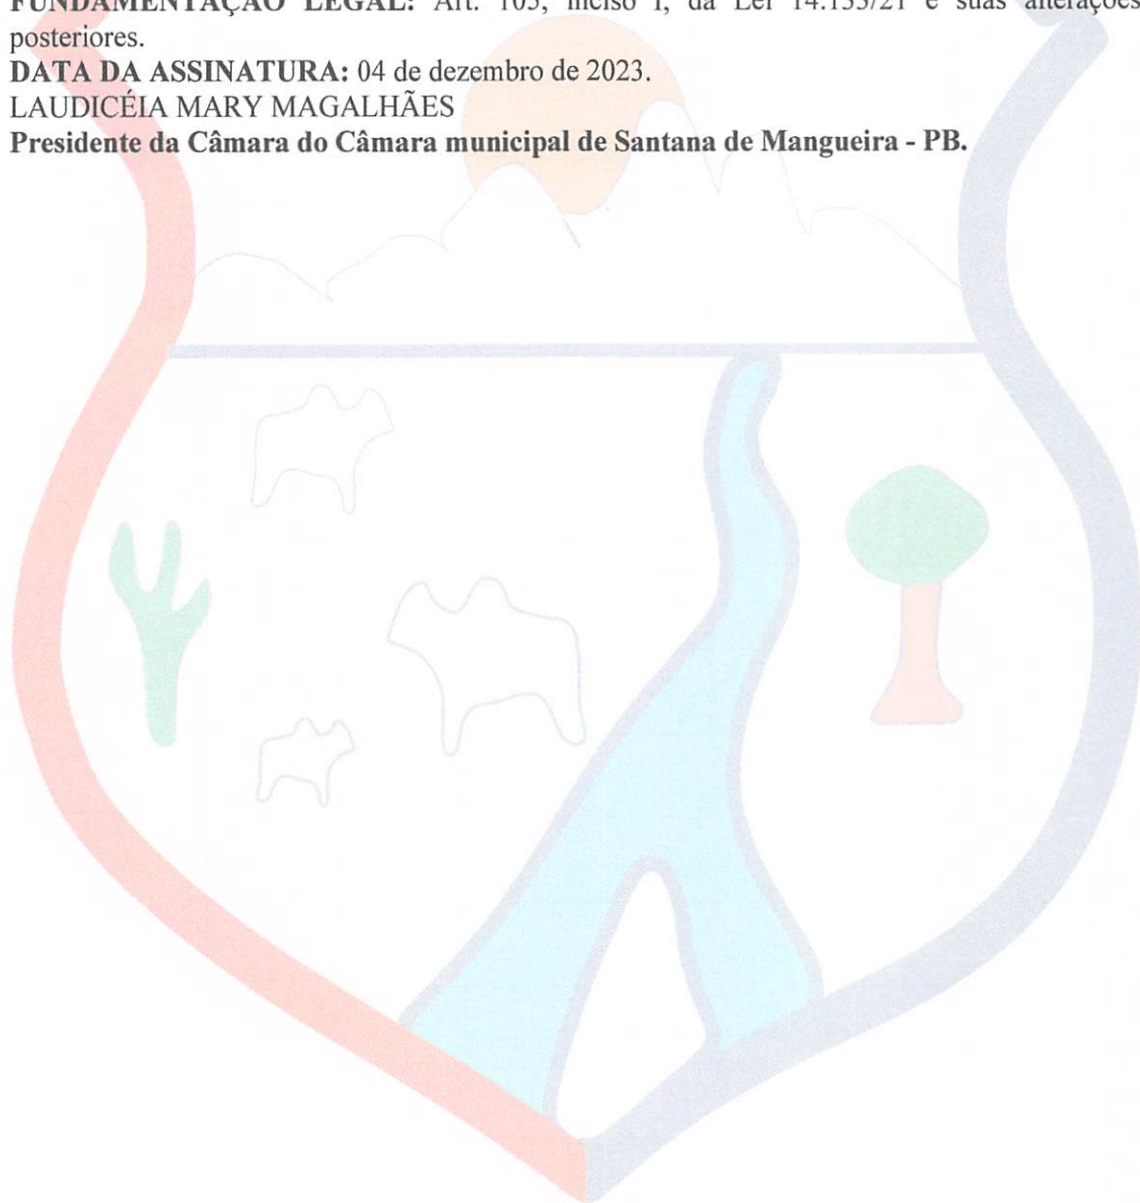 FUNDAMENTAÇÃO LEGAL: Art. 105, inciso I, da Lei 14.133/21 e suas alterações
posteriores.
DATA DA ASSINATURA: 04 de dezembro de 2023.
LAUDICÉIA MARY MAGALHÃES
Presidente da Câmara do Câmara municipal de Santana de Mangueira - PB.